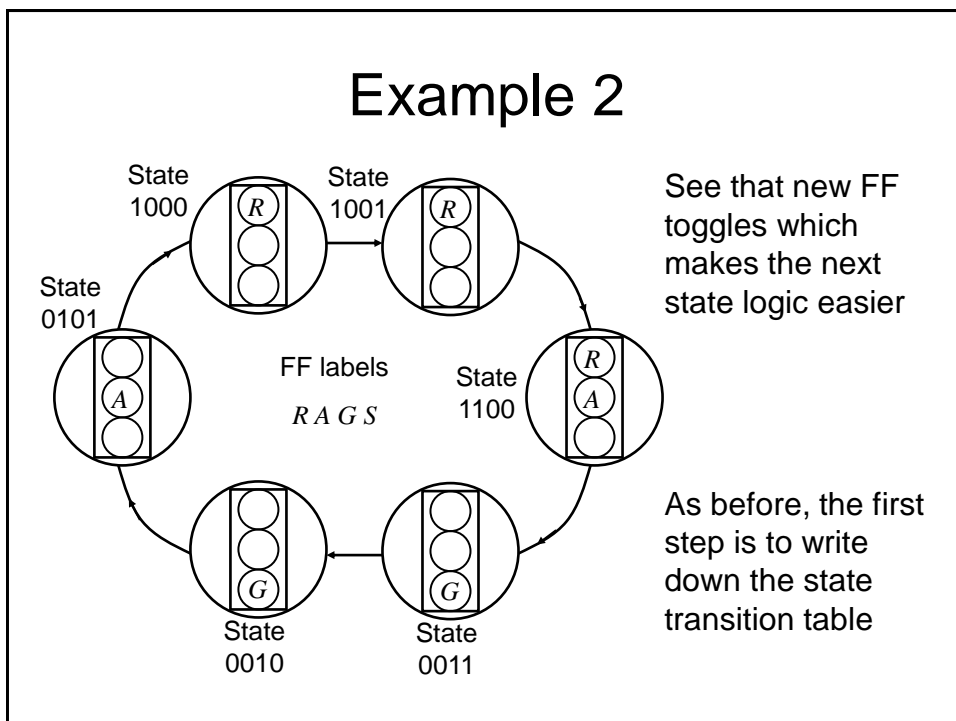 Example 2
State
1000
R
State
1001
R
See that new FF
toggles which
makes the next
state logic easier
State
0101
A
FF labels
R A G S
State
1100
R
A
G
State
0010
G
State
0011
As before, the first
step is to write
down the state
transition table